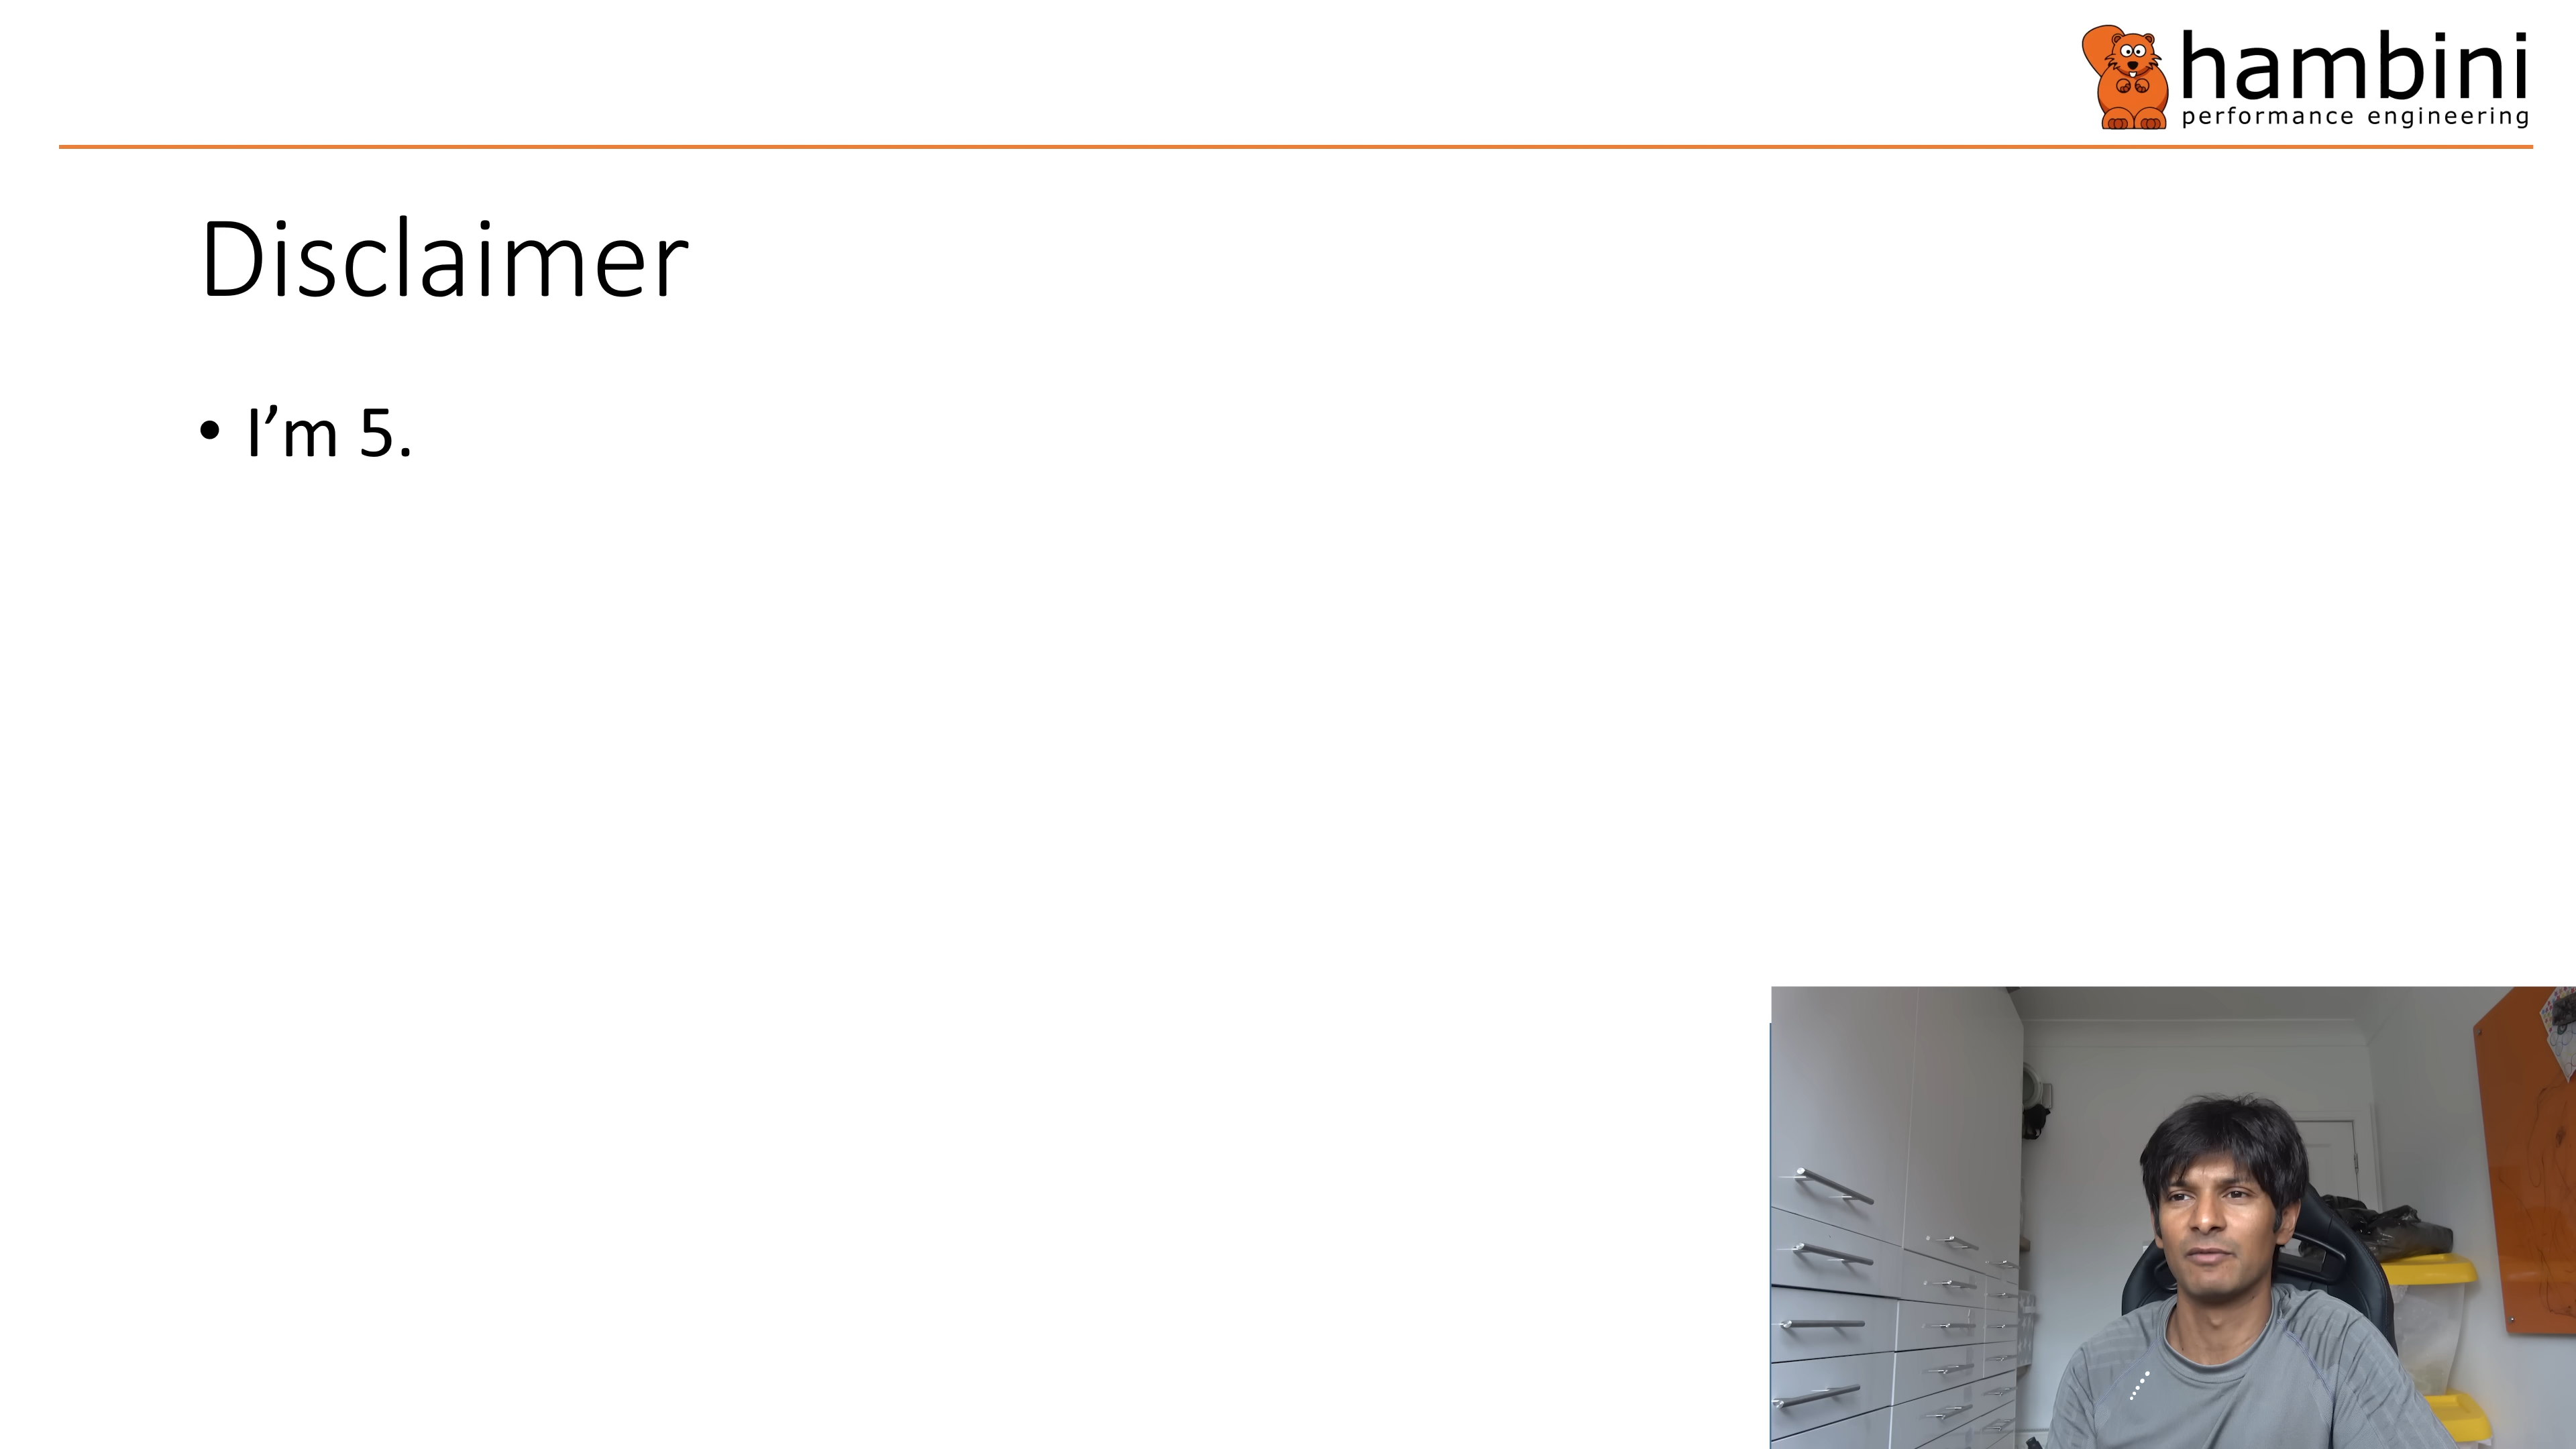 hambini
performance engineering
Disclaimer
• I’m 5.